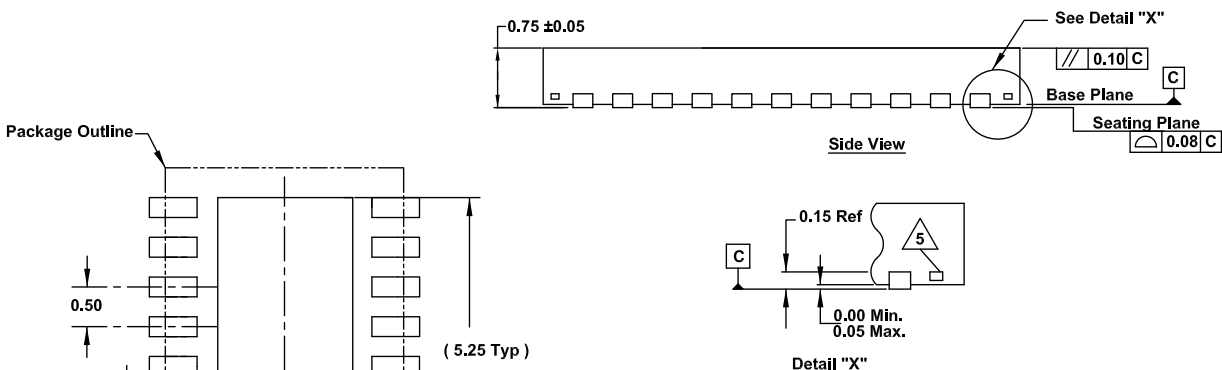 0.75 ±0.05
See Detail "X"
// 0.10 C
C
Base Plane
Seating Plane
0.08 C
Side View
Package Outline
0.15 Ref
5
C
0.50
0.00 Min.
0.05 Max.
( 5.25 Typ )
Detail "X"